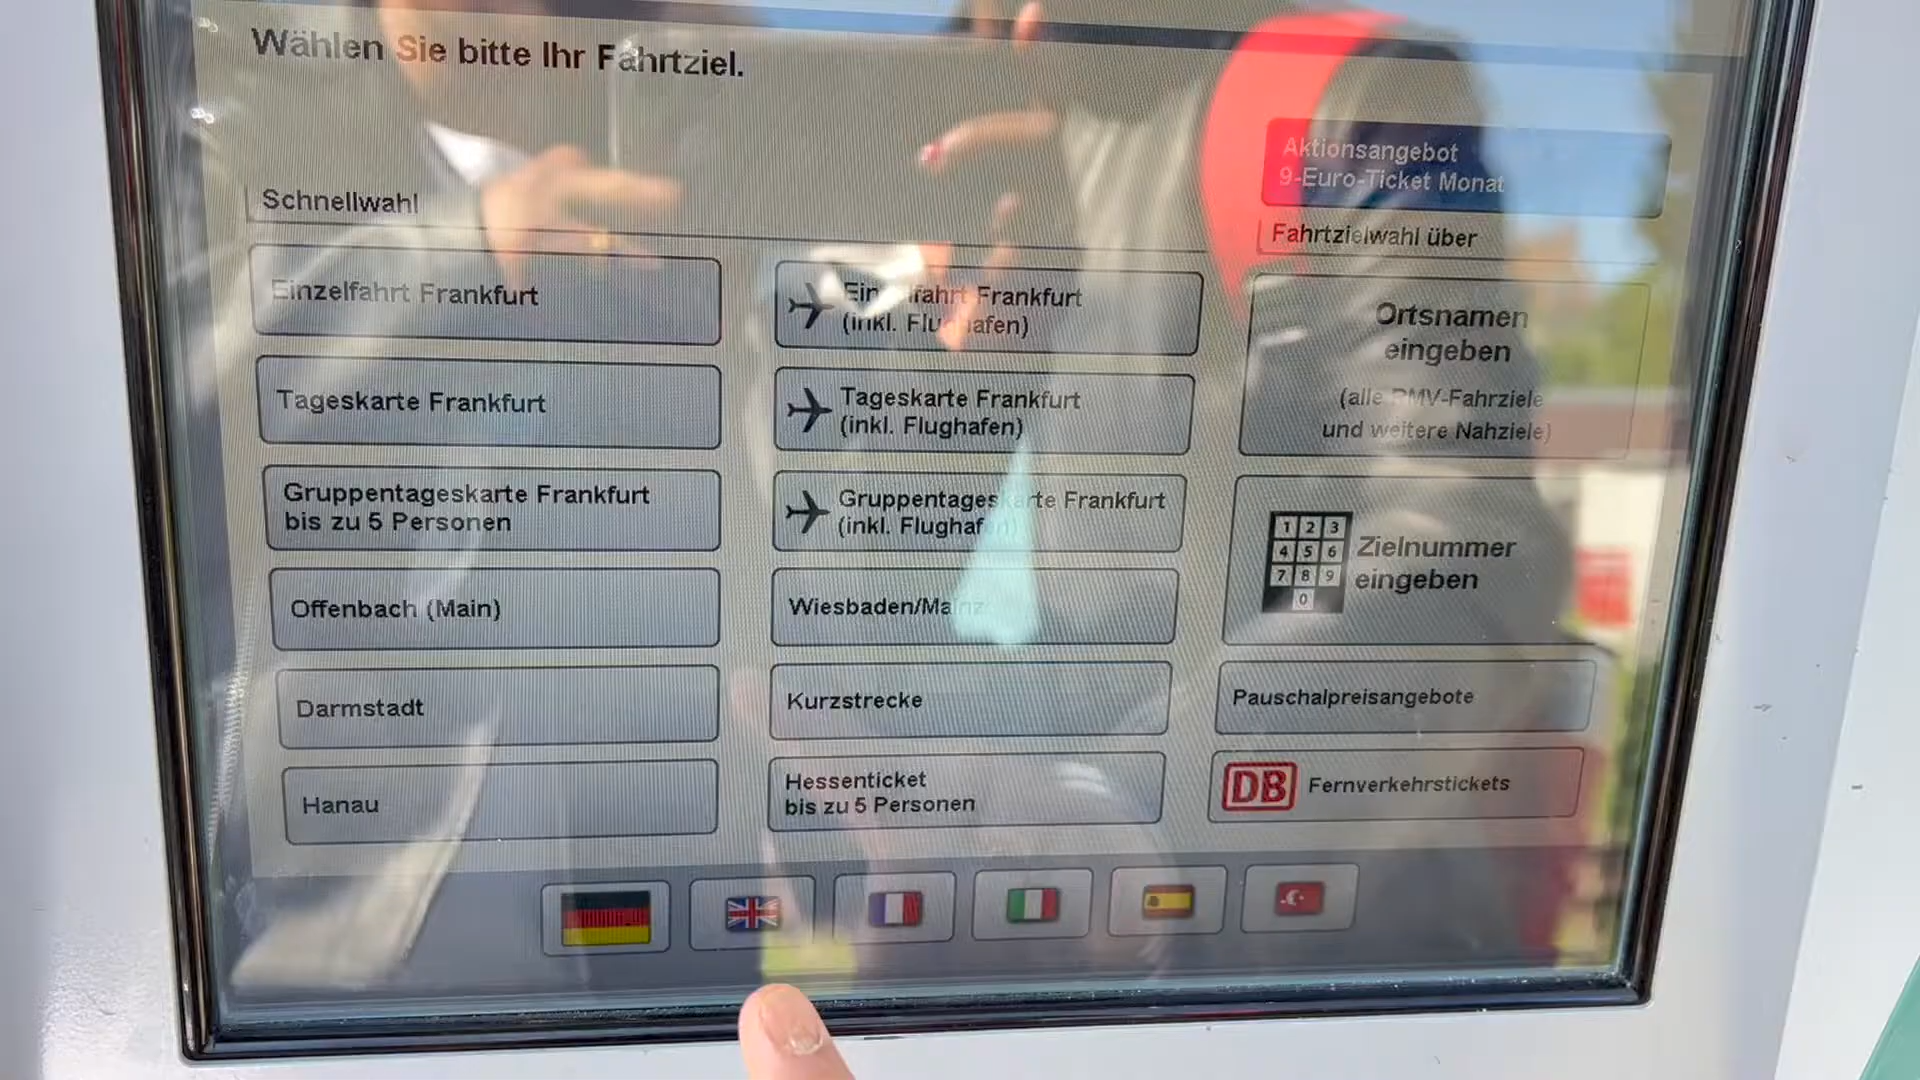 Wählen Sie bitte Ihr Fahrtziel.
Aktionsangebot
9-Euro-Ticket Monat
Schnellwahl
Fahrtzielwahl über
Einzelfahrt Frankfurt
Einzelfahrt Frankfurt
(inkl. Flughafen)
Ortsnamen
eingeben
(alle RMV-Fahrziele
und weitere Nahziele)
Tageskarte Frankfurt
Tageskarte Frankfurt
(inkl. Flughafen)
Gruppentageskarte Frankfurt
bis zu 5 Personen
Gruppentageskarte Frankfurt
(inkl. Flughafen)
1 2 3
4 5 6
7 8 9
0
Zielnummer
eingeben
Offenbach (Main)
Wiesbaden/Mainz
Darmstadt
Kurzstrecke
Pauschalpreisangebote
Hanau
Hessenticket
bis zu 5 Personen
DB Fernverkehrstickets